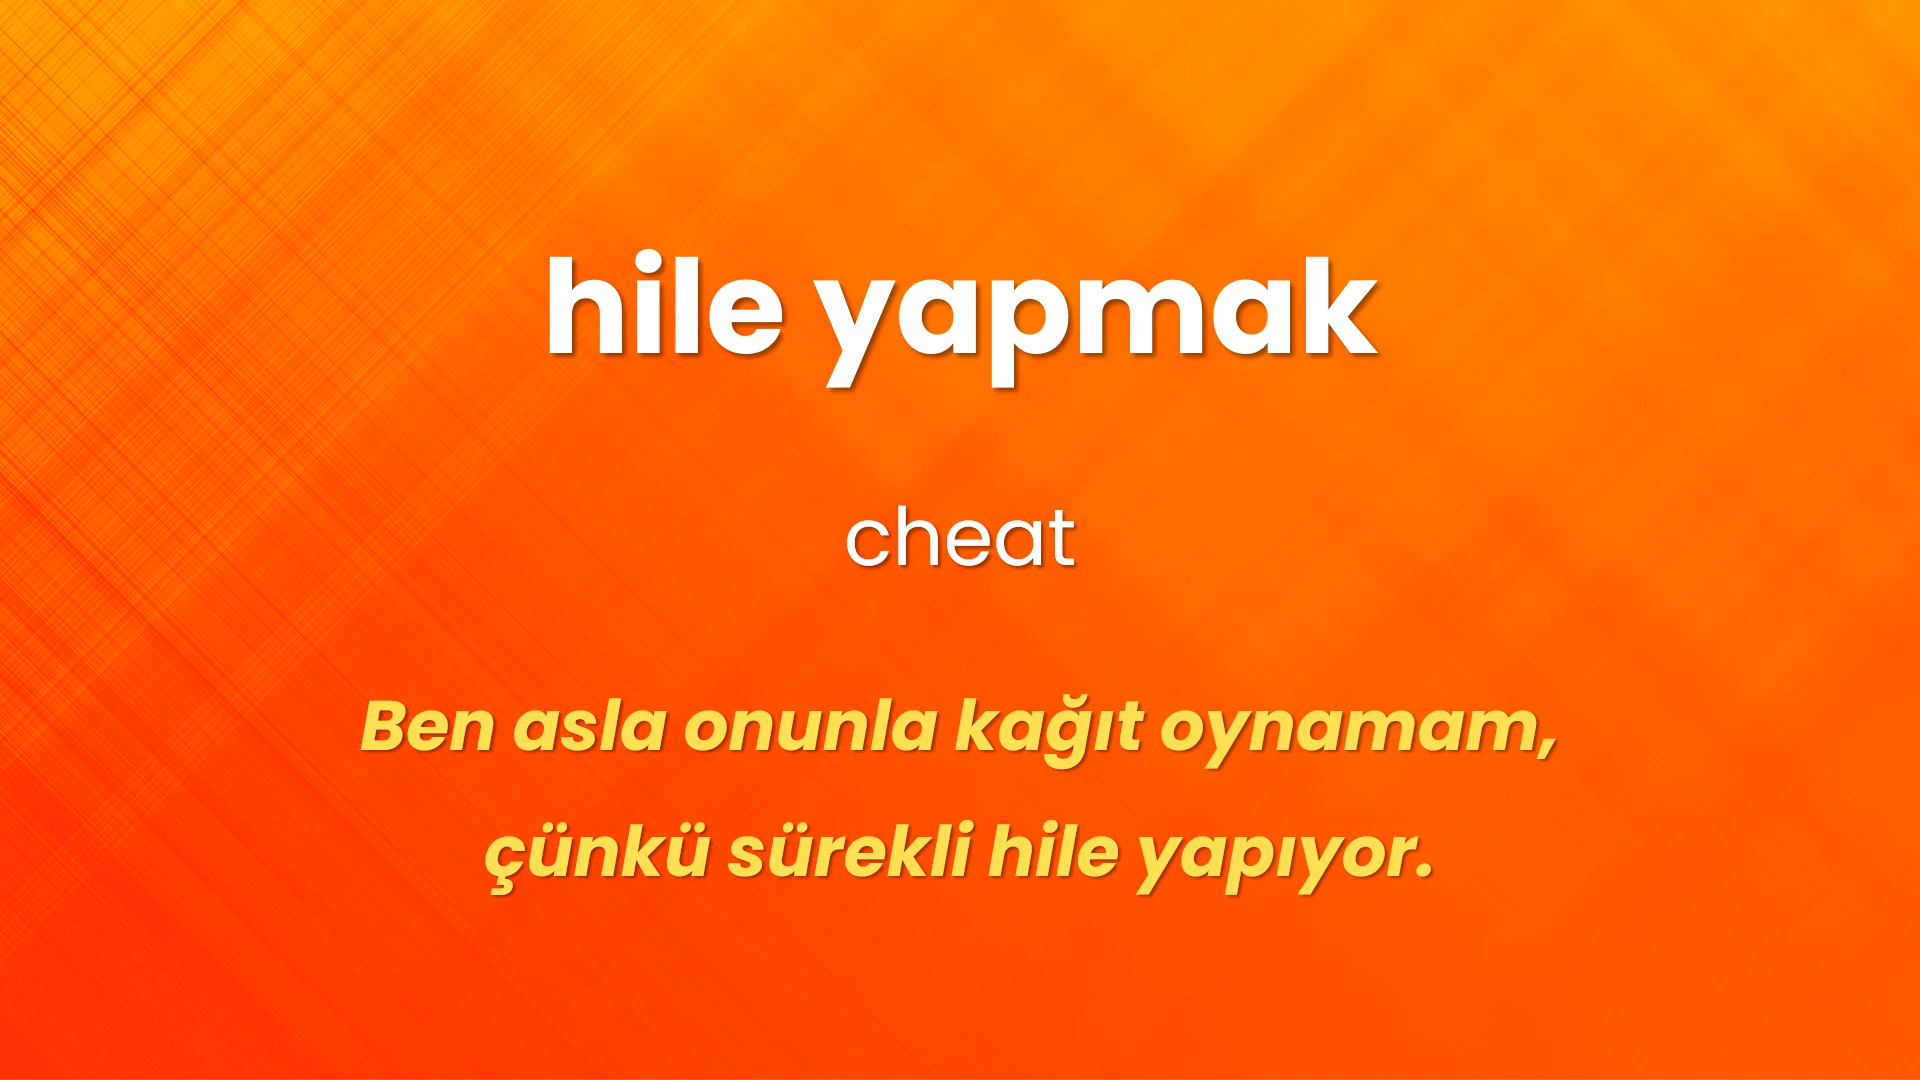 hile yapmak
cheat
Ben asla onunla kağıt oynamam,
çünkü sürekli hile yapıyor.